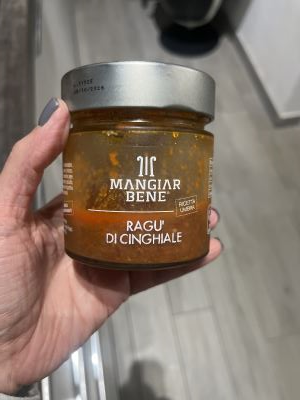 MANGIAR
BENE
RICETTA
UMBRA
RAGU'
DI CINGHIALE